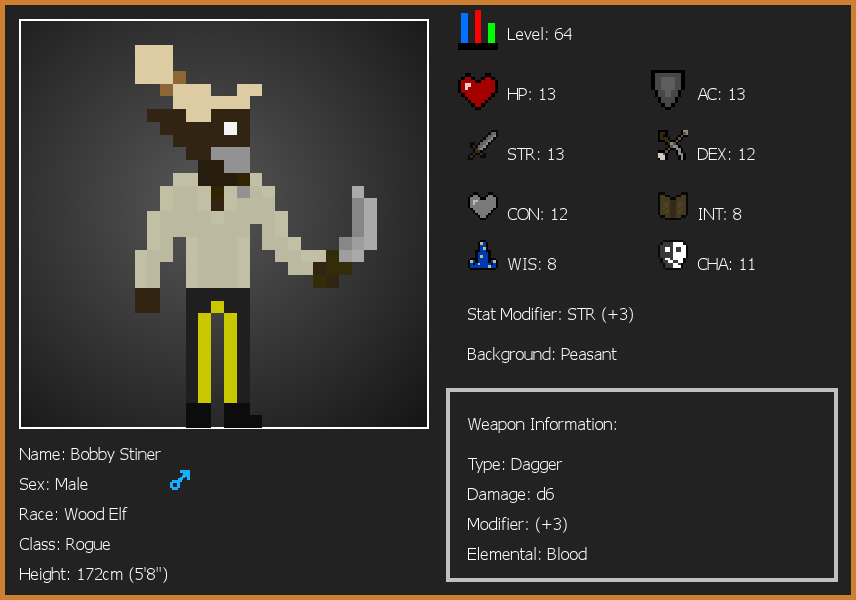 Level: 64
HP: 13
AC: 13
STR: 13
DEX: 12
CON: 12
INT: 8
WIS: 8
CHA: 11
Stat Modifier: STR (+3)
Background: Peasant
Weapon Information:
Type: Dagger
Damage: d6
Modifier: (+3)
Elemental: Blood
Name: Bobby Stiner
Sex: Male
Race: Wood Elf
Class: Rogue
Height: 172cm (5'8")